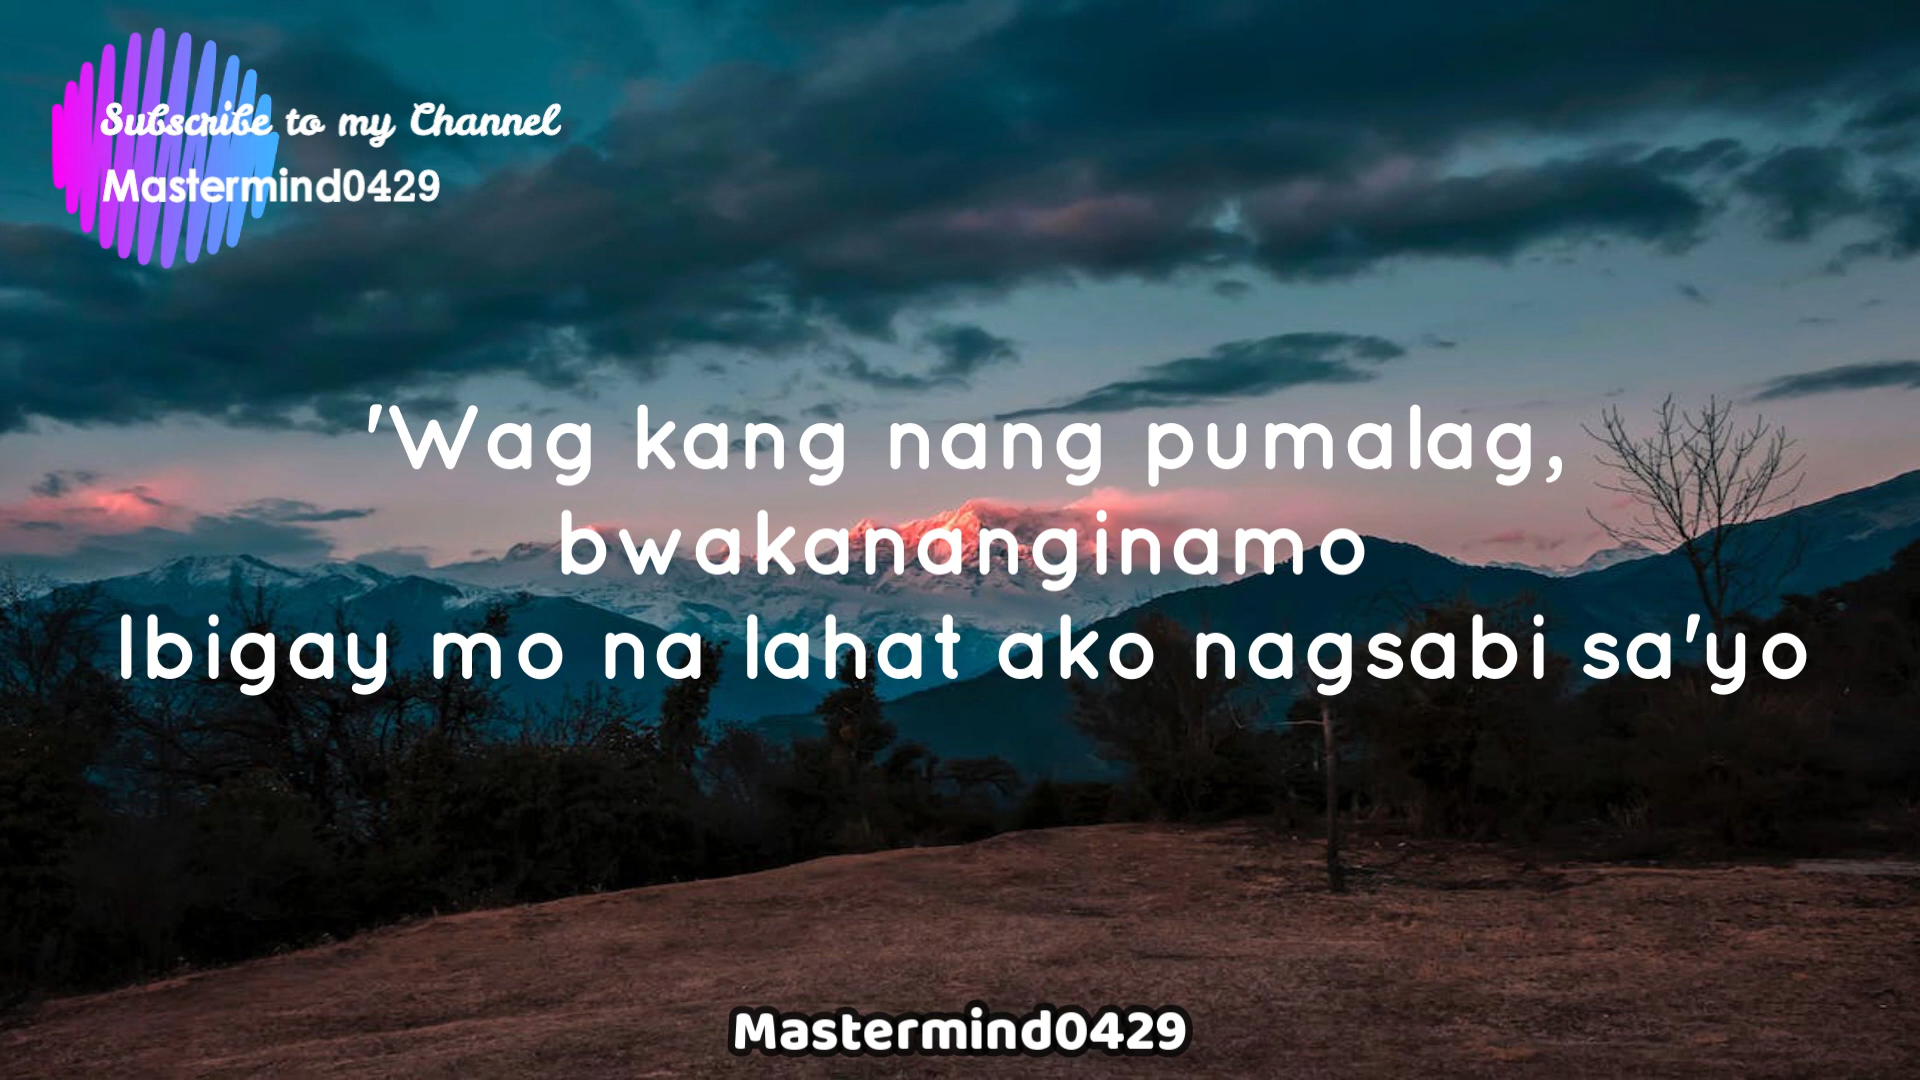 Subscribe to my Channel
Mastermind0429
'Wag kang nang pumalag,
bwakananginamo
Ibigay mo na lahat ako nagsabi sa'yo
Mastermind0429